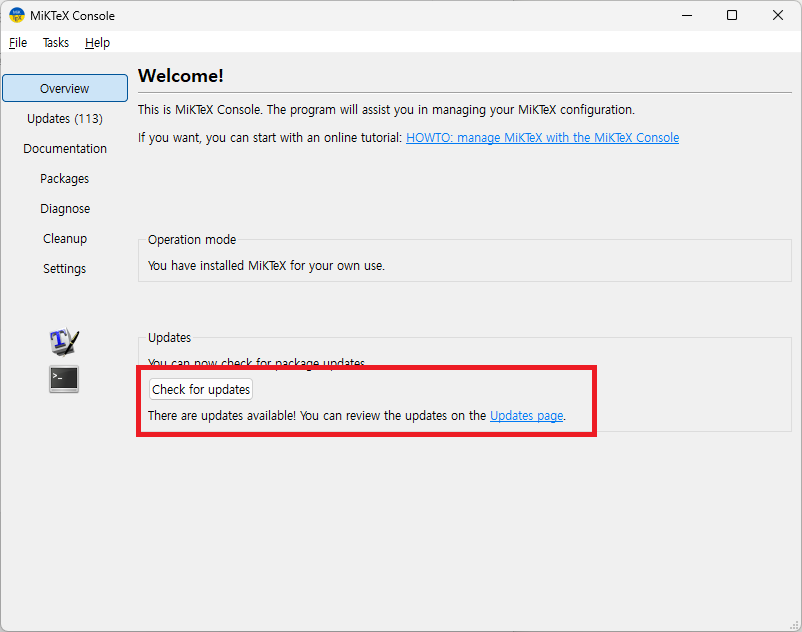 MiKTeX Console
File Tasks Help
Overview
Updates (113)
Documentation
Packages
Diagnose
Cleanup
Settings
Welcome!
This is MiKTeX Console. The program will assist you in managing your MiKTeX configuration.
If you want, you can start with an online tutorial: HOWTO: manage MiKTeX with the MiKTeX Console
Operation mode
You have installed MiKTeX for your own use.
Updates
You can now check for package updates.
Check for updates
There are updates available! You can review the updates on the Updates page.